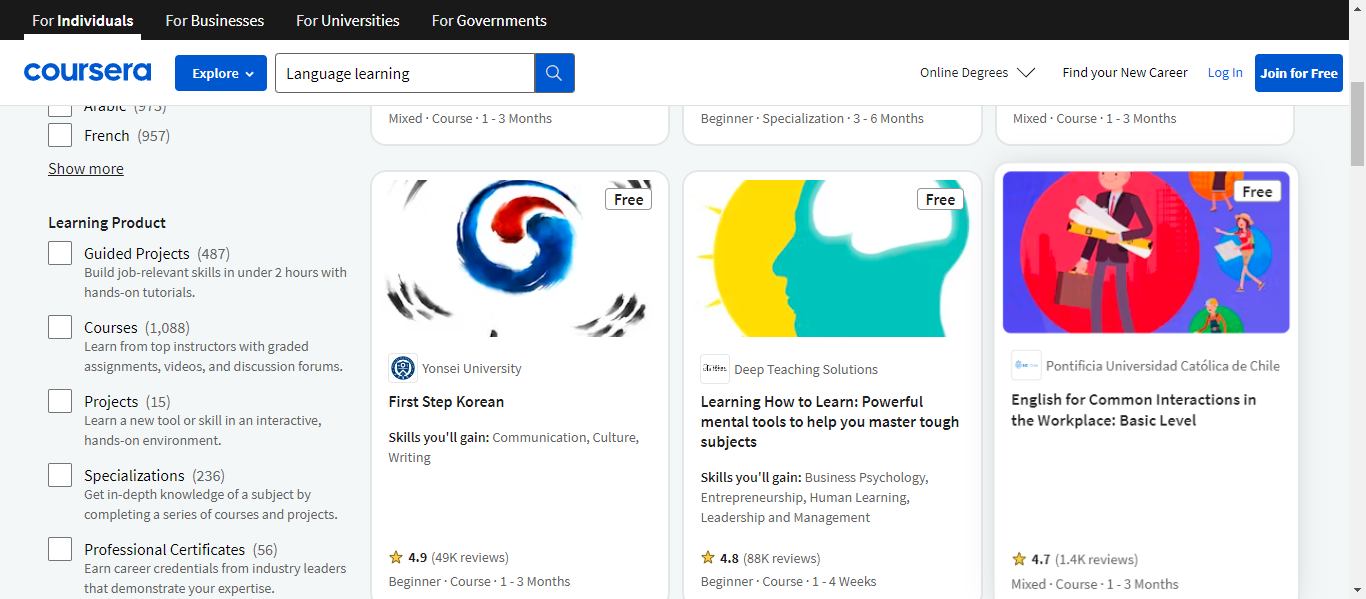 For Individuals
For Businesses
For Universities
For Governments
coursera
Explore
Language learning
Online Degrees
Find your New Career
Log In
Join for Free
Arabic (973)
French (957)
Show more
Learning Product
Guided Projects (487)
Build job-relevant skills in under 2 hours with
hands-on tutorials.
Courses (1,088)
Learn from top instructors with graded
assignments, videos, and discussion forums.
Projects (15)
Learn a new tool or skill in an interactive,
hands-on environment.
Specializations (236)
Get in-depth knowledge of a subject by
completing a series of courses and projects.
Professional Certificates (56)
Earn career credentials from industry leaders
that demonstrate your expertise.
Mixed · Course · 1 - 3 Months
Beginner · Specialization · 3 - 6 Months
Mixed · Course · 1 - 3 Months
Free
Yonsei University
First Step Korean
Skills you'll gain: Communication, Culture,
Writing
4.9 (49K reviews)
Beginner · Course · 1 - 3 Months
Free
Deep Teaching Solutions
Learning How to Learn: Powerful
mental tools to help you master tough
subjects
Skills you'll gain: Business Psychology,
Entrepreneurship, Human Learning,
Leadership and Management
4.8 (88K reviews)
Beginner · Course · 1 - 4 Weeks
Free
Pontificia Universidad Católica de Chile
English for Common Interactions in
the Workplace: Basic Level
4.7 (1.4K reviews)
Mixed · Course · 1 - 3 Months